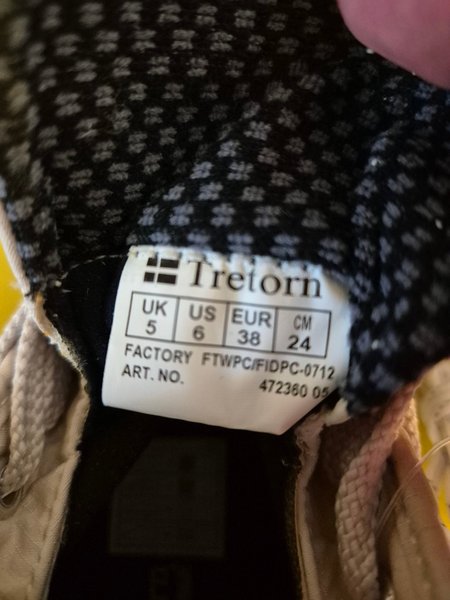 Tretorn
UK US EUR CM
5 6 38 24
FACTORY FTWPC/FIDPC-0712
ART. NO. 472360 05